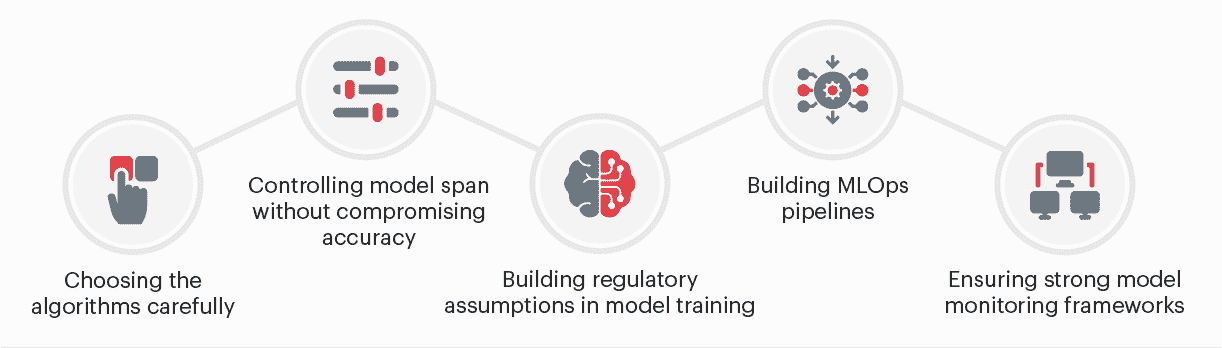 Choosing the
algorithms carefully
Controlling model span
without compromising
accuracy
Building regulatory
assumptions in model training
Building MLOps
pipelines
Ensuring strong model
monitoring frameworks